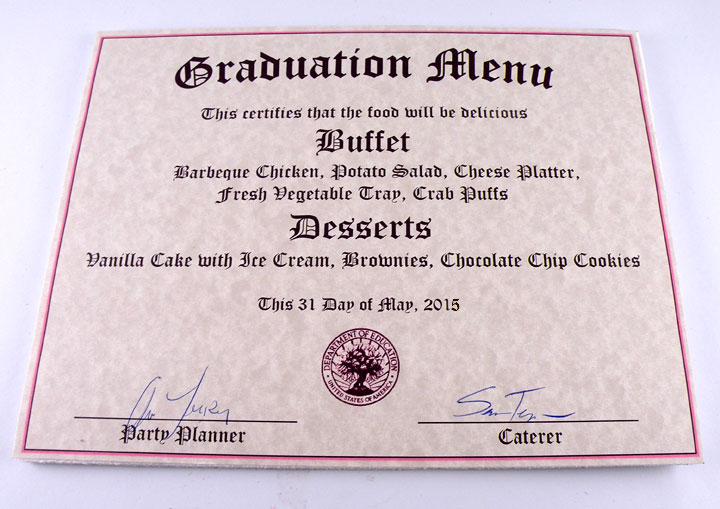 Graduation Menu
This certifies that the food will be delicious
Buffet
Barbeque Chicken, Potato Salad, Cheese Platter,
Fresh Vegetable Tray, Crab Puffs
Desserts
Vanilla Cake with Ice Cream, Brownies, Chocolate Chip Cookies
This 31 Day of May, 2015
DEPARTMENT OF EDUCATION
UNITED STATES OF AMERICA
Party Planner
Caterer